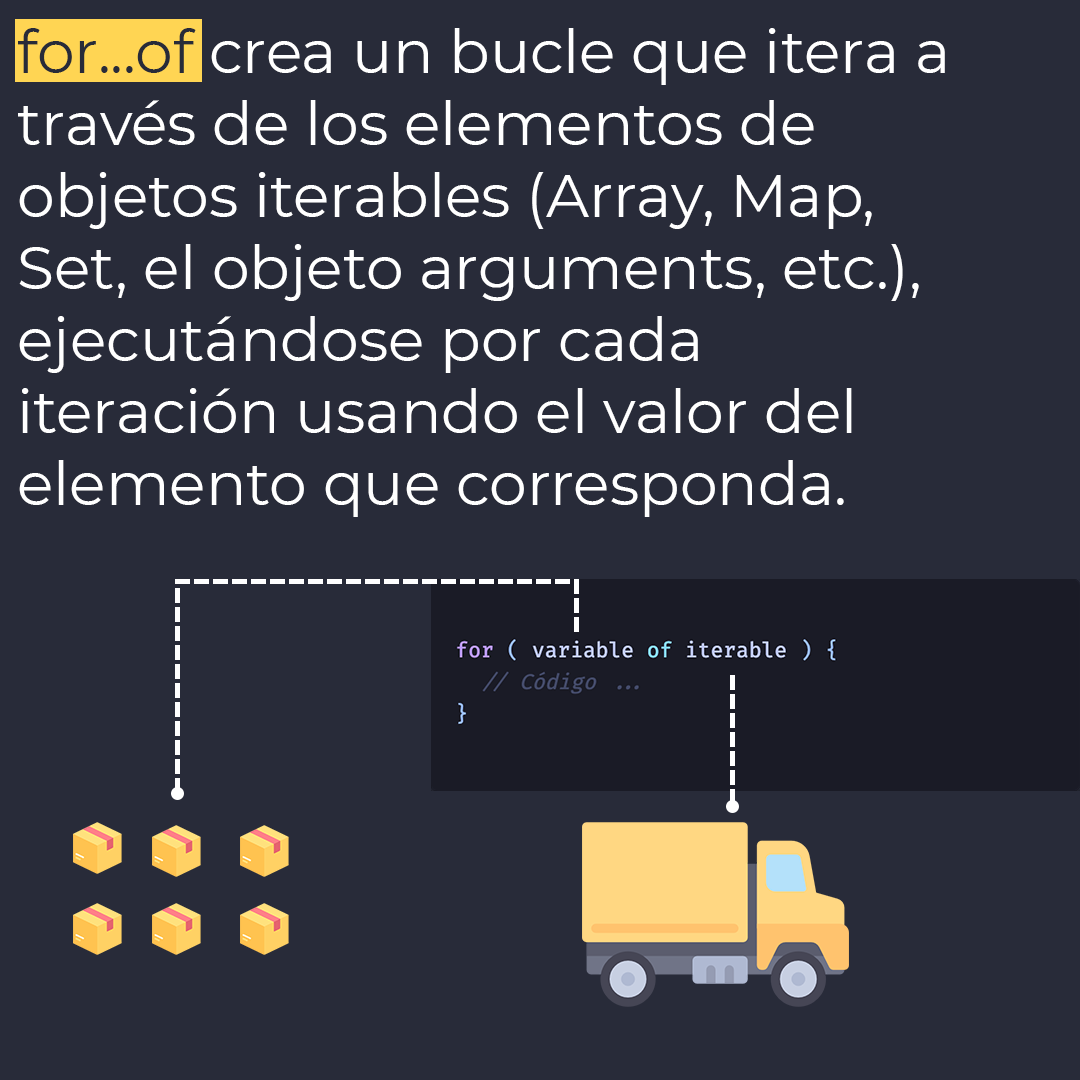 for...of crea un bucle que itera a
través de los elementos de
objetos iterables (Array, Map,
Set, el objeto arguments, etc.),
ejecutándose por cada
iteración usando el valor del
elemento que corresponda.
for ( variable of iterable ) {
// Código ...
}